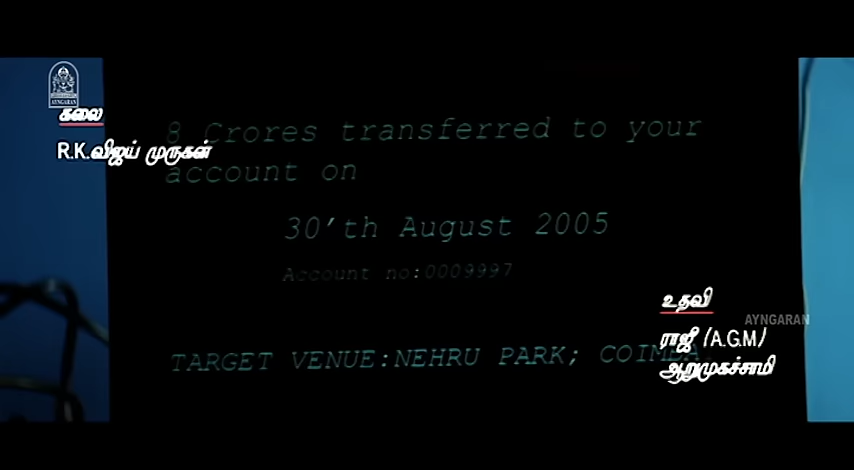 AYNGARAN
கலை
R.K.விஜய் முருகன்
8 Crores transferred to your
account on
30'th August 2005
Account no:0009997
TARGET VENUE:NEHRU PARK; COIMBA
உதவி
AYNGARAN
ராஜீ (A.G.M)
ஆறுமுகச்சாமி